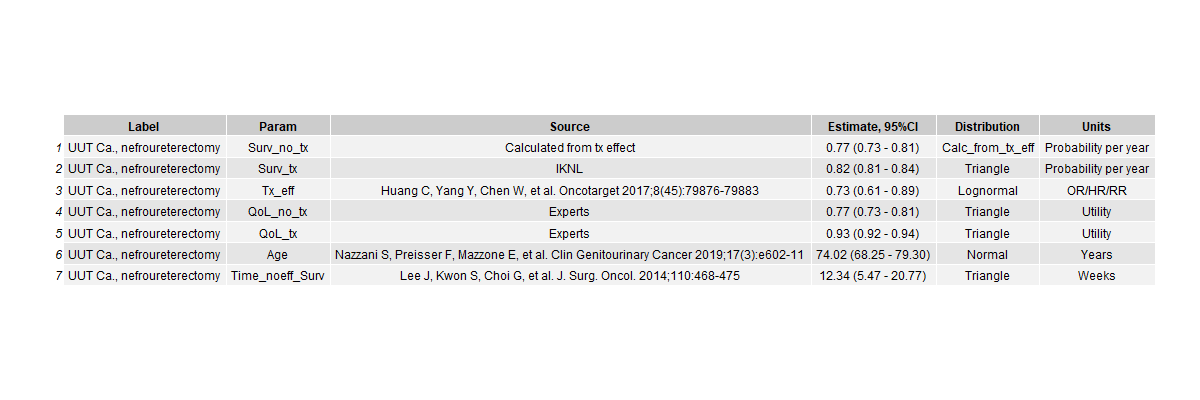 Label Param Source Estimate, 95%CI Distribution Units
1 UUT Ca., nefroureterectomy Surv_no_tx Calculated from tx effect 0.77 (0.73 - 0.81) Calc_from_tx_eff Probability per year
2 UUT Ca., nefroureterectomy Surv_tx IKNL 0.82 (0.81 - 0.84) Triangle Probability per year
3 UUT Ca., nefroureterectomy Tx_eff Huang C, Yang Y, Chen W, et al. Oncotarget 2017;8(45):79876-79883 0.73 (0.61 - 0.89) Lognormal OR/HR/RR
4 UUT Ca., nefroureterectomy QoL_no_tx Experts 0.77 (0.73 - 0.81) Triangle Utility
5 UUT Ca., nefroureterectomy QoL_tx Experts 0.93 (0.92 - 0.94) Triangle Utility
6 UUT Ca., nefroureterectomy Age Nazzani S, Preisser F, Mazzone E, et al. Clin Genitourinary Cancer 2019;17(3):e602-11 74.02 (68.25 - 79.30) Normal Years
7 UUT Ca., nefroureterectomy Time_noeff_Surv Lee J, Kwon S, Choi G, et al. J. Surg. Oncol. 2014;110:468-475 12.34 (5.47 - 20.77) Triangle Weeks